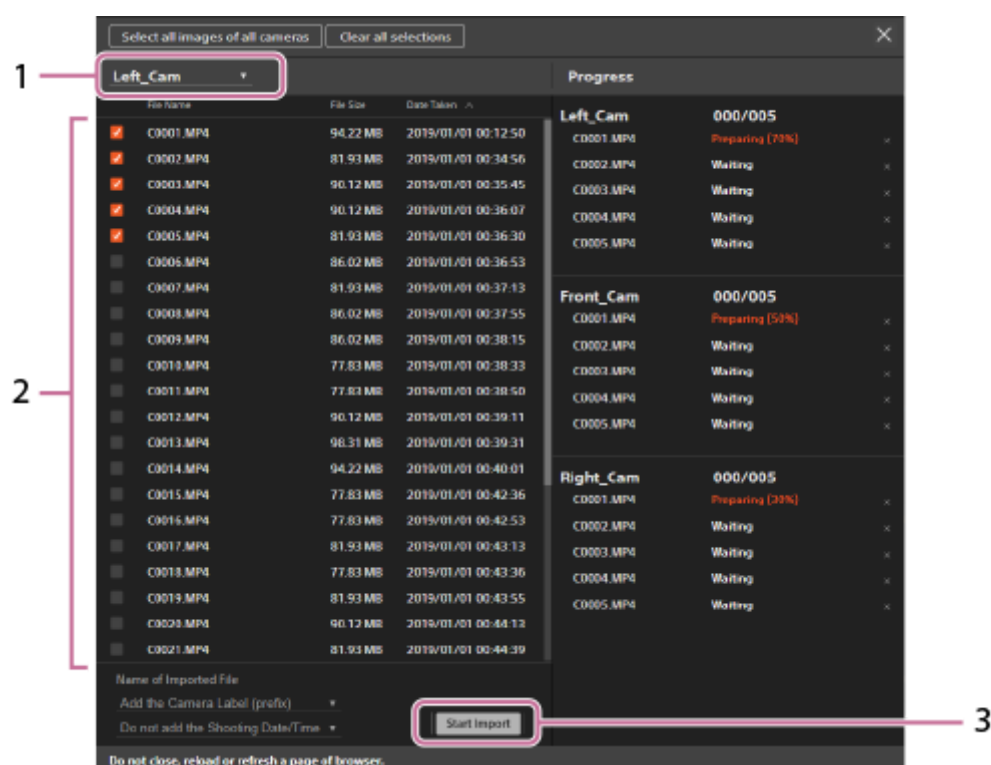 Select all images of all cameras Clear all selections ×
1 Left_Cam ▼ Progress
File Name File Size Date Taken
C0001.MP4 94.22 MB 2019/01/01 00:12:50
C0002.MP4 81.93 MB 2019/01/01 00:34:56
C0003.MP4 90.12 MB 2019/01/01 00:35:45
C0004.MP4 90.12 MB 2019/01/01 00:36:07
C0005.MP4 81.93 MB 2019/01/01 00:36:30
C0006.MP4 86.02 MB 2019/01/01 00:36:53
C0007.MP4 81.93 MB 2019/01/01 00:37:13
C0008.MP4 86.02 MB 2019/01/01 00:37:55
C0009.MP4 86.02 MB 2019/01/01 00:38:15
C0010.MP4 77.83 MB 2019/01/01 00:38:33
2 C0011.MP4 77.83 MB 2019/01/01 00:38:50
C0012.MP4 90.12 MB 2019/01/01 00:39:11
C0013.MP4 98.31 MB 2019/01/01 00:39:31
C0014.MP4 94.22 MB 2019/01/01 00:40:01
C0015.MP4 77.83 MB 2019/01/01 00:42:36
C0016.MP4 77.83 MB 2019/01/01 00:42:53
C0017.MP4 81.93 MB 2019/01/01 00:43:13
C0018.MP4 77.83 MB 2019/01/01 00:43:36
C0019.MP4 81.93 MB 2019/01/01 00:43:55
C0020.MP4 90.12 MB 2019/01/01 00:44:13
C0021.MP4 81.93 MB 2019/01/01 00:44:39
Left_Cam 000/005
C0001.MP4 Preparing (70%)
C0002.MP4 Waiting
C0003.MP4 Waiting
C0004.MP4 Waiting
C0005.MP4 Waiting
Front_Cam 000/005
C0001.MP4 Preparing (50%)
C0002.MP4 Waiting
C0003.MP4 Waiting
C0004.MP4 Waiting
C0005.MP4 Waiting
Right_Cam 000/005
C0001.MP4 Preparing (30%)
C0002.MP4 Waiting
C0003.MP4 Waiting
C0004.MP4 Waiting
C0005.MP4 Waiting
Name of Imported File
Add the Camera Label (prefix)
Do not add the Shooting Date/Time
Start Import 3
Do not close, reload or refresh a page of browser.